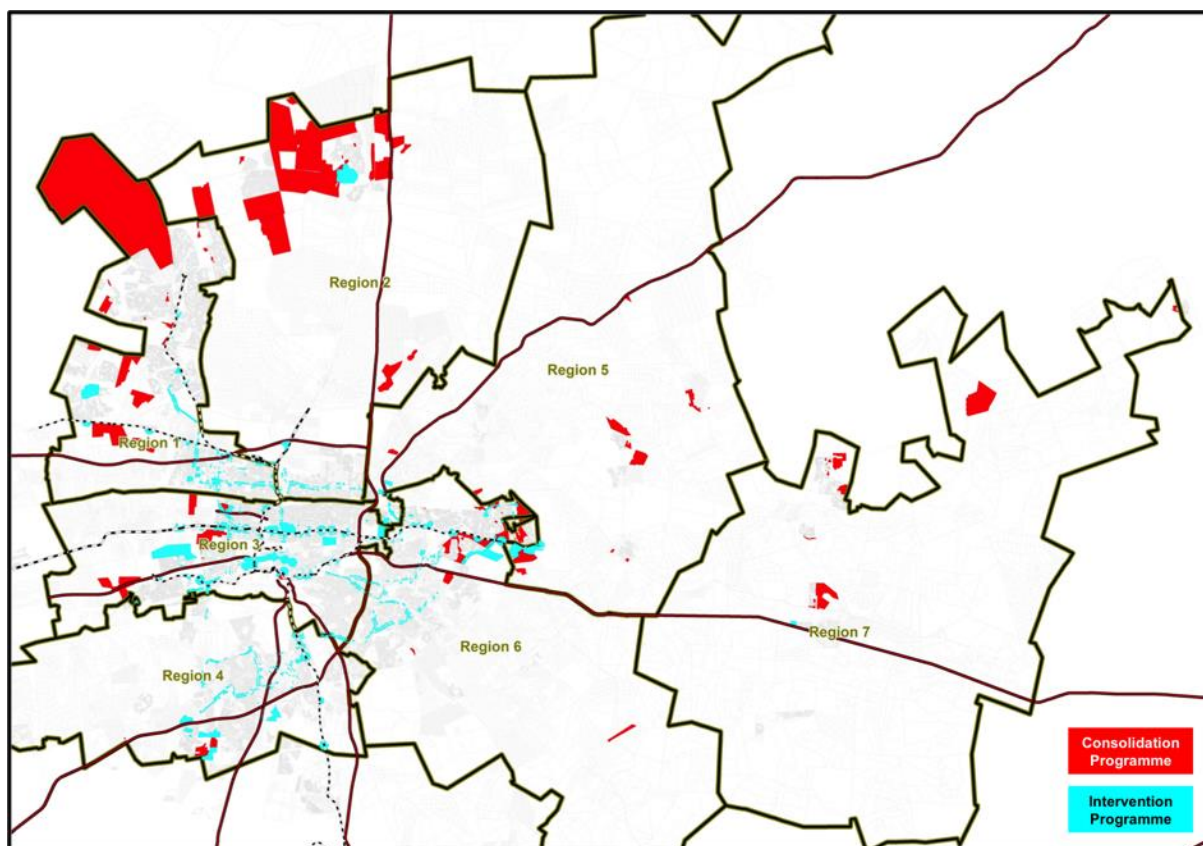 Region 2
Region 5
Region 1
Region 3
Region 7
Region 6
Region 4
Consolidation
Programme
Intervention
Programme